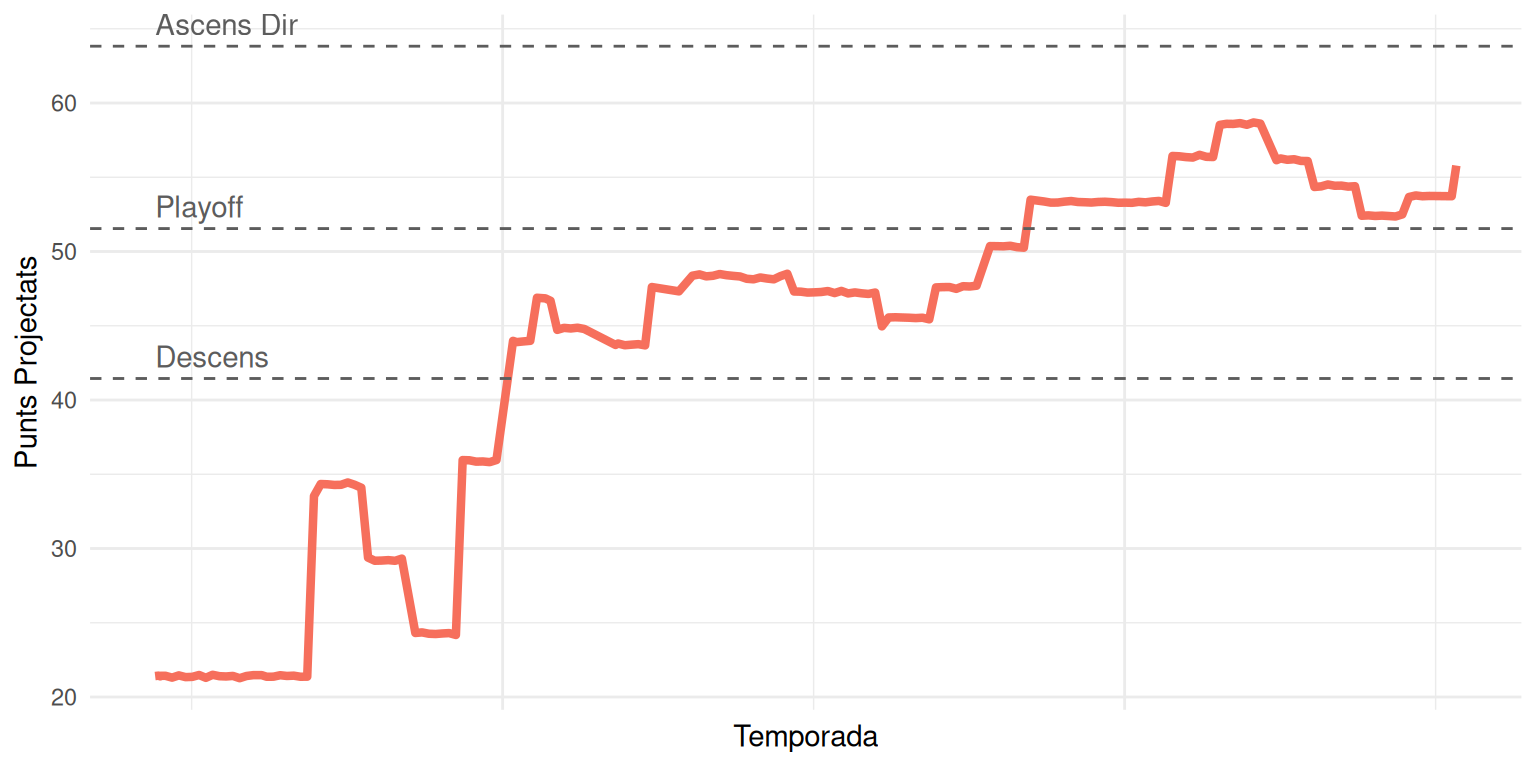 Ascens Dir
60
Playoff
50
Descens
40
30
20
Punts Projectats
Temporada